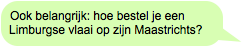 Ook belangrijk: hoe bestel je een
Limburgse vlaai op zijn Maastrichts?